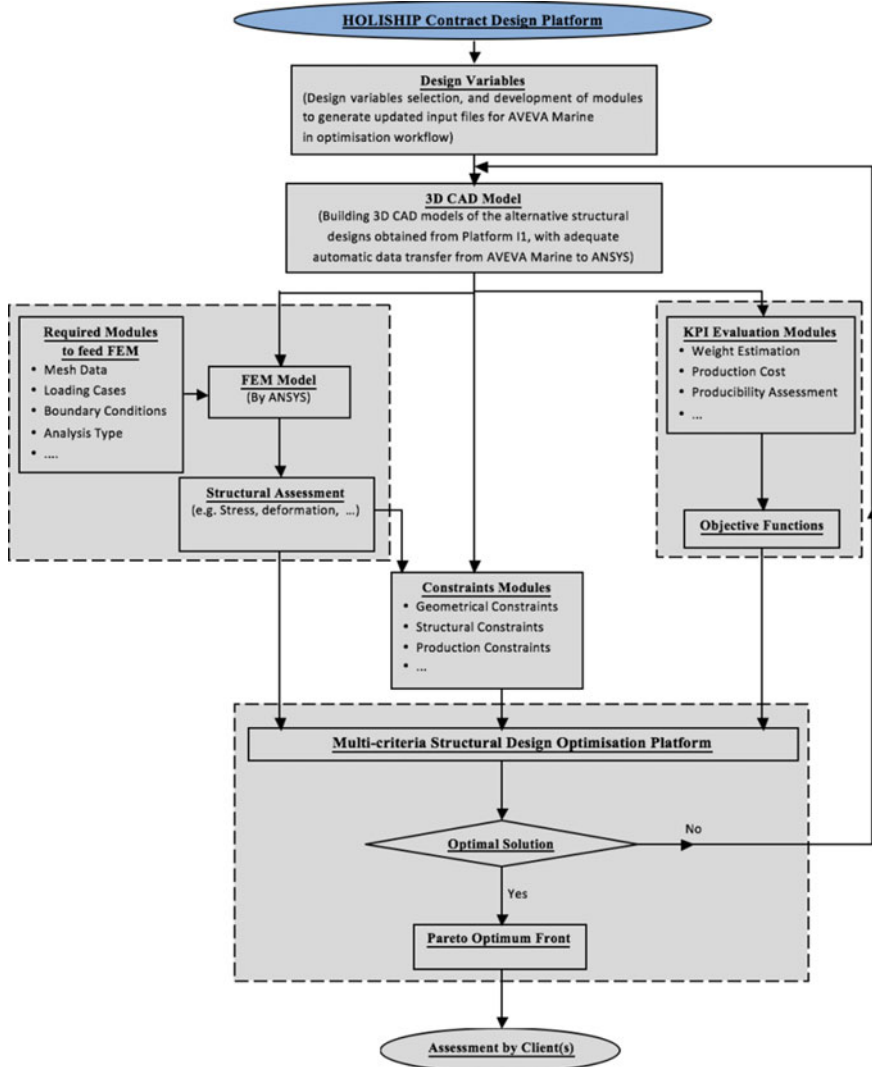 HOLISHIP Contract Design Platform
Design Variables
(Design variables selection, and development of modules
to generate updated input files for AVEVA Marine
in optimisation workflow)
3D CAD Model
(Building 3D CAD models of the alternative structural
designs obtained from Platform I1, with adequate
automatic data transfer from AVEVA Marine to ANSYS)
Required Modules
to feed FEM
• Mesh Data
• Loading Cases
• Boundary Conditions
• Analysis Type
• ....
FEM Model
(By ANSYS)
Structural Assessment
(e.g. Stress, deformation, ...)
KPI Evaluation Modules
• Weight Estimation
• Production Cost
• Producibility Assessment
• ...
Objective Functions
Constraints Modules
• Geometrical Constraints
• Structural Constraints
• Production Constraints
• ...
Multi-criteria Structural Design Optimisation Platform
Optimal Solution
No
Yes
Pareto Optimum Front
Assessment by Client(s)